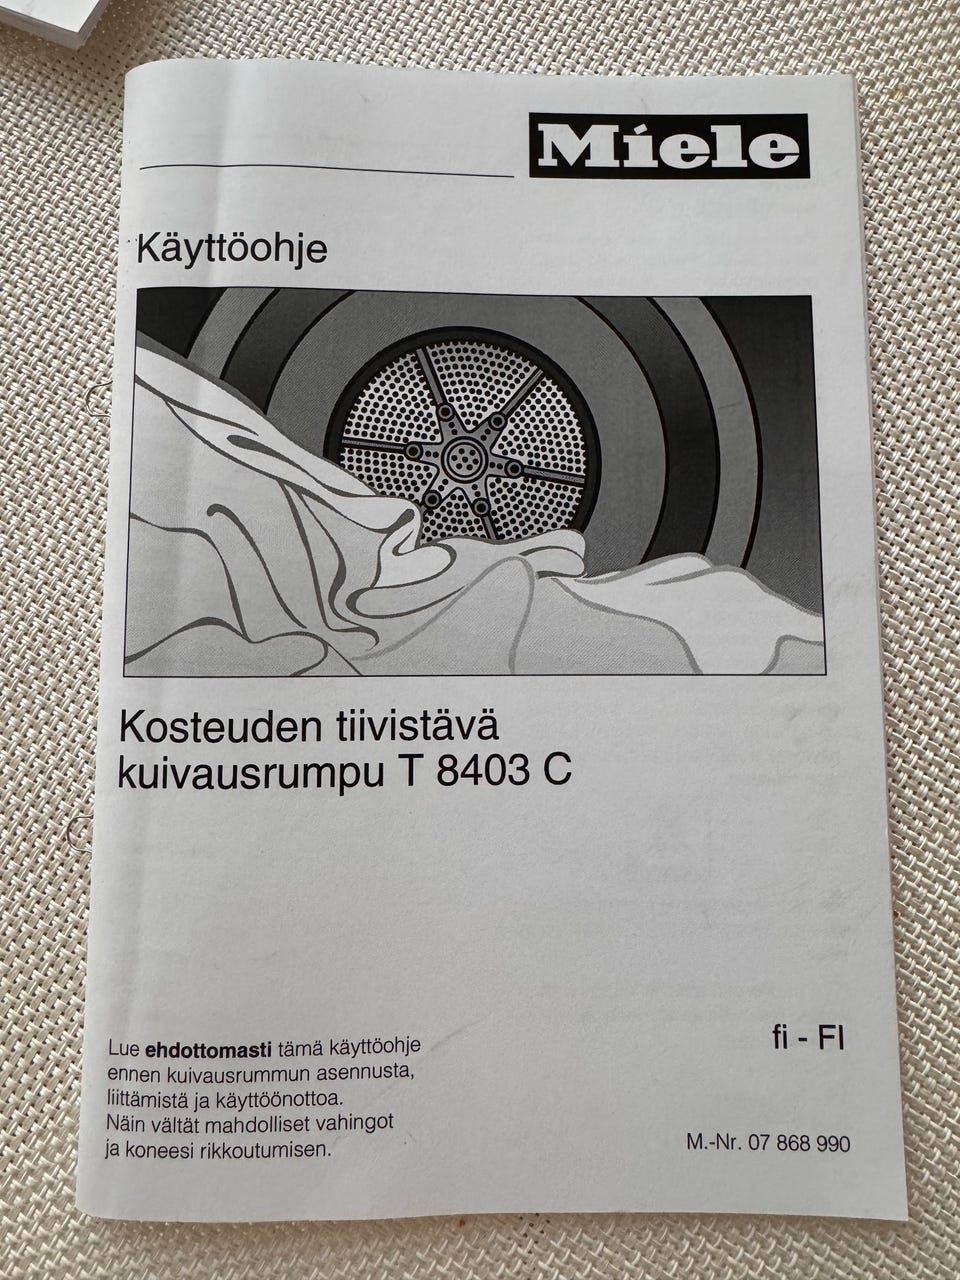 Miele
Käyttöohje
Kosteuden tiivistävä
kuivausrumpu T 8403 C
Lue ehdottomasti tämä käyttöohje
ennen kuivausrummun asennusta,
liittämistä ja käyttöönottoa.
Näin vältät mahdolliset vahingot
ja koneesi rikkoutumisen.
fi - FI
M.-Nr. 07 868 990